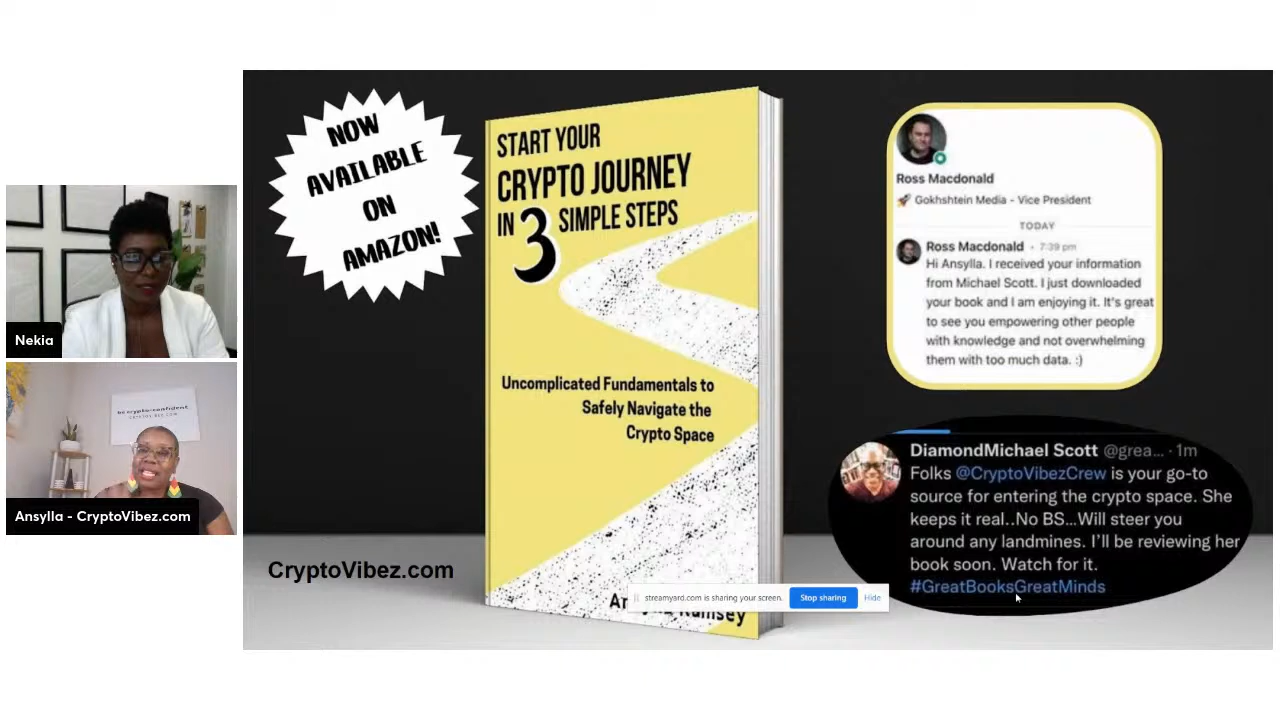 NOW
AVAILABLE
ON
AMAZON!
START YOUR
CRYPTO JOURNEY
IN 3 SIMPLE STEPS
Uncomplicated Fundamentals to
Safely Navigate the
Crypto Space
CryptoVibez.com
Ross Macdonald
🚀 Gokhshtein Media - Vice President
TODAY
Ross Macdonald • 7:39 pm
Hi Ansylla. I received your information
from Michael Scott. I just downloaded
your book and I am enjoying it. It's great
to see you empowering other people
with knowledge and not overwhelming
them with too much data. :)
DiamondMichael Scott @grea... · 1m
Folks @CryptoVibezCrew is your go-to
source for entering the crypto space. She
keeps it real..No BS...Will steer you
around any landmines. I'll be reviewing her
book soon. Watch for it.
#GreatBooksGreatMinds
streamyard.com is sharing your screen. Stop sharing Hide
Nekia
be crypto-confident
Ansylla - CryptoVibez.com